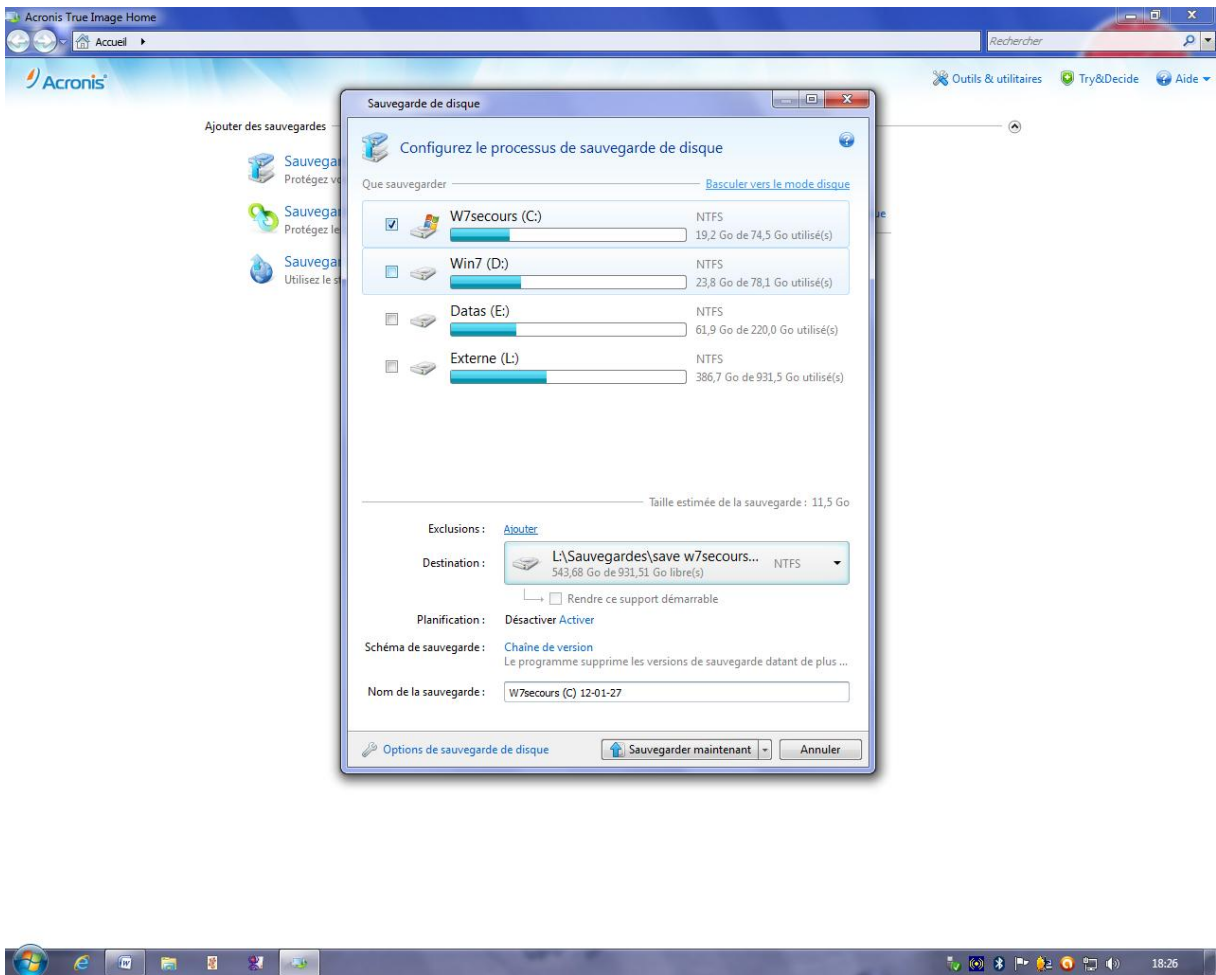 Acronis True Image Home
Accueil
Rechercher
Acronis
Outils & utilitaires
Try&Decide
Aide
Ajouter des sauvegardes
Sauvegar
Protégez vo
Sauvegar
Protégez le
Sauvegar
Utilisez le s
Sauvegarde de disque
Configurez le processus de sauvegarde de disque
Que sauvegarder
Basculer vers le mode disque
W7secours (C:)
NTFS
19,2 Go de 74,5 Go utilisé(s)
Win7 (D:)
NTFS
23,8 Go de 78,1 Go utilisé(s)
Datas (E:)
NTFS
61,9 Go de 220,0 Go utilisé(s)
Externe (L:)
NTFS
386,7 Go de 931,5 Go utilisé(s)
Taille estimée de la sauvegarde : 11,5 Go
Exclusions :
Ajouter
Destination :
L:\Sauvegardes\save w7secours...
NTFS
543,68 Go de 931,51 Go libre(s)
Rendre ce support démarrable
Planification :
Désactiver Activer
Schéma de sauvegarde :
Chaîne de version
Le programme supprime les versions de sauvegarde datant de plus ...
Nom de la sauvegarde :
W7secours (C) 12-01-27
Options de sauvegarde de disque
Sauvegarder maintenant
Annuler
18:26